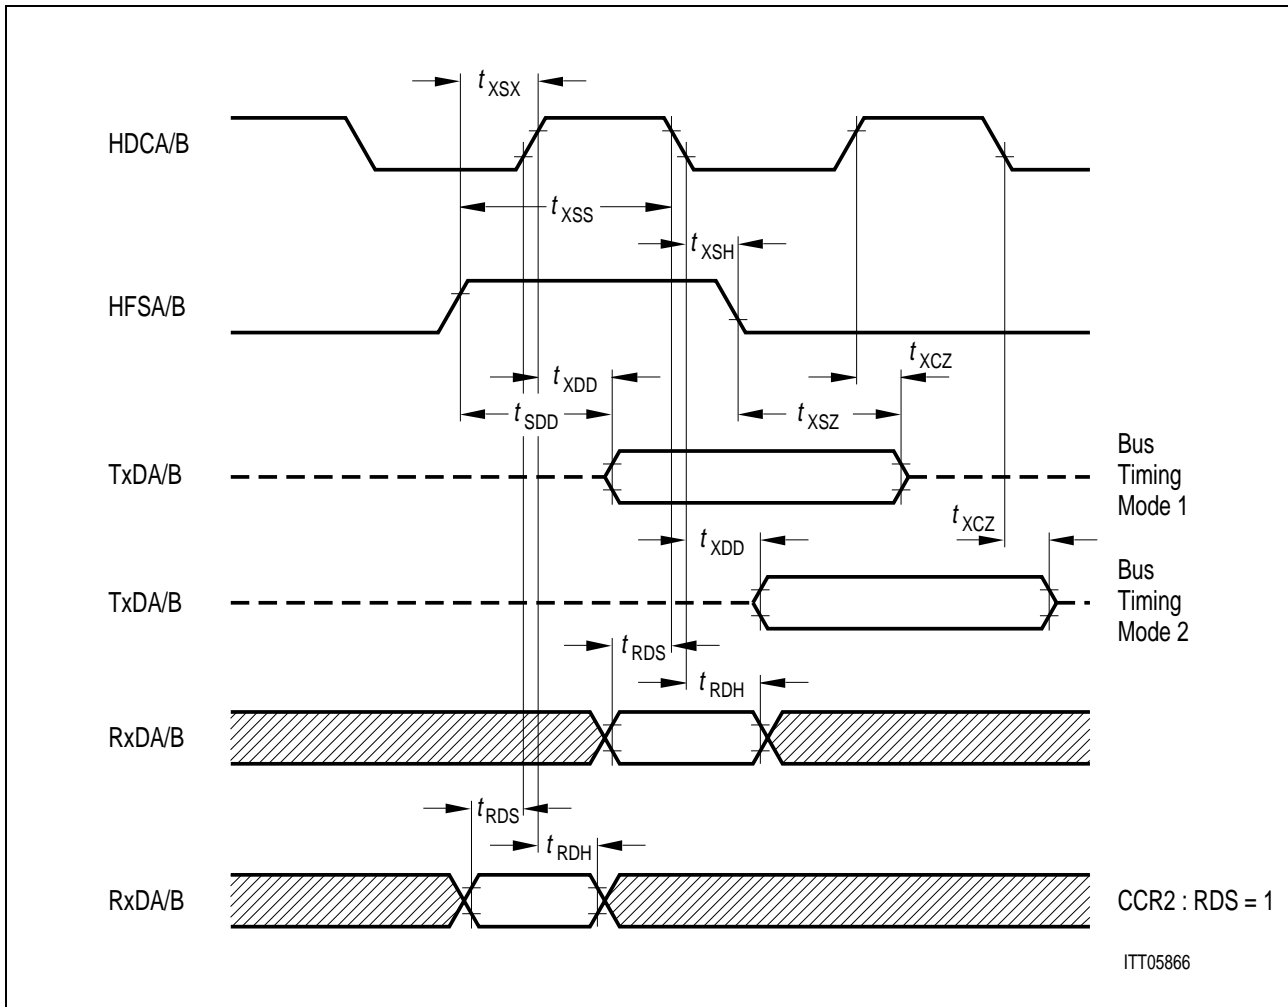 t XSX
HDCA/B
t XSS
t XSH
HFSA/B
t XCZ
t XDD
t SDD
t XSZ
TxDA/B
Bus
Timing
Mode 1
t XCZ
t XDD
TxDA/B
Bus
Timing
Mode 2
t RDS
t RDH
RxDA/B
t RDS
t RDH
RxDA/B
CCR2 : RDS = 1
ITT05866